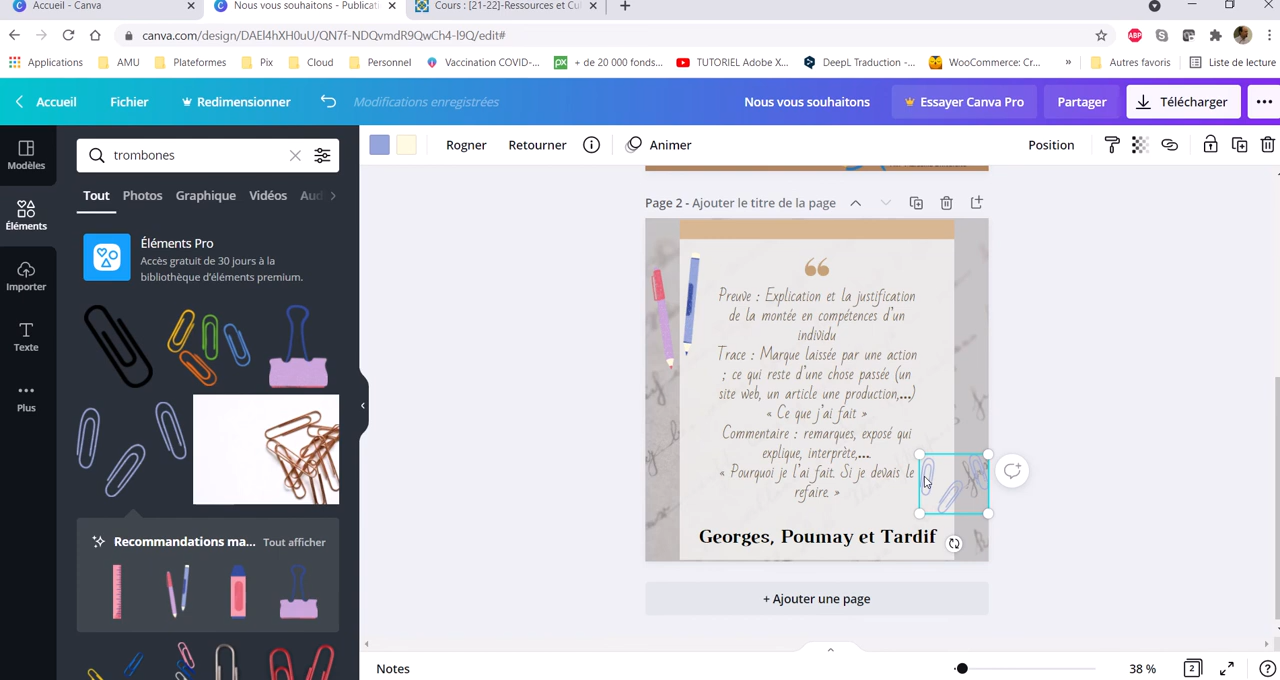 Accueil - Canva
Nous vous souhaitons - Publicat
Cours : [21-22]-Ressources et Cu
canva.com/design/DAEl4hXH0uU/QN7f-NDQvmdR9QwCh4-I9Q/edit#
Applications
AMU
Plateformes
Pix
Cloud
Personnel
Vaccination COVID-...
+ de 20 000 fonds...
TUTORIEL Adobe X...
DeepL Traduction -...
WooCommerce: Cr...
»
Autres favoris
Liste de lecture
Accueil
Fichier
Redimensionner
Modifications enregistrées
Nous vous souhaitons
Essayer Canva Pro
Partager
Télécharger
Modèles
Éléments
Importer
Texte
Plus
trombones
Tout
Photos
Graphique
Vidéos
Aud
Éléments Pro
Accès gratuit de 30 jours à la
bibliothèque d'éléments premium.
Recommandations ma...
Tout afficher
Rogner
Retourner
Animer
Position
Page 2 - Ajouter le titre de la page
Preuve : Explication et la justification
de la montée en compétences d'un
individu
Trace : Marque laissée par une action
; ce qui reste d'une chose passée (un
site web, un article une production,...)
« Ce que j'ai fait »
Commentaire : remarques, exposé qui
explique, interprète,...
« Pourquoi je l'ai fait. Si je devais le
refaire. »
Georges, Poumay et Tardif
+ Ajouter une page
Notes
38 %
2